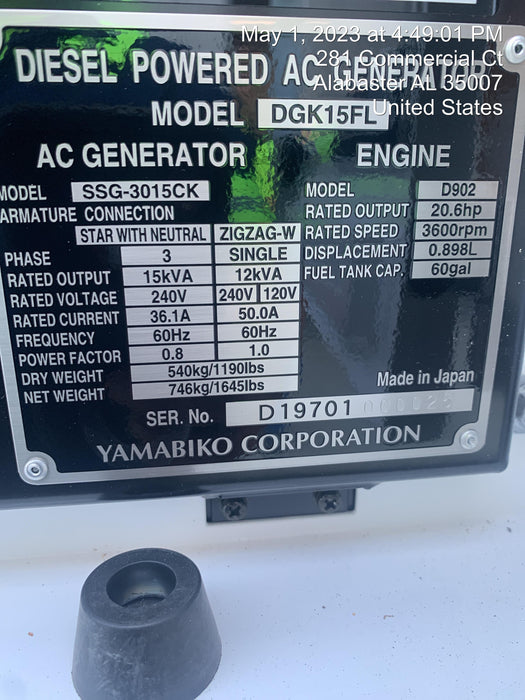 May 1, 2023 at 4:49:01 PM
281 Commercial Ct
Alabaster AL 35007
United States
DIESEL POWERED AC GENERATOR
MODEL DGK15FL
AC GENERATOR
MODEL SSG-3015CK
ARMATURE CONNECTION
STAR WITH NEUTRAL ZIGZAG-W
PHASE 3 SINGLE
RATED OUTPUT 15kVA 12kVA
RATED VOLTAGE 240V 240V 120V
RATED CURRENT 36.1A 50.0A
FREQUENCY 60Hz 60Hz
POWER FACTOR 0.8 1.0
DRY WEIGHT 540kg/1190lbs
NET WEIGHT 746kg/1645lbs
ENGINE
MODEL D902
RATED OUTPUT 20.6hp
RATED SPEED 3600rpm
DISPLACEMENT 0.898L
FUEL TANK CAP. 60gal
Made in Japan
SER. No. D19701
YAMABIKO CORPORATION